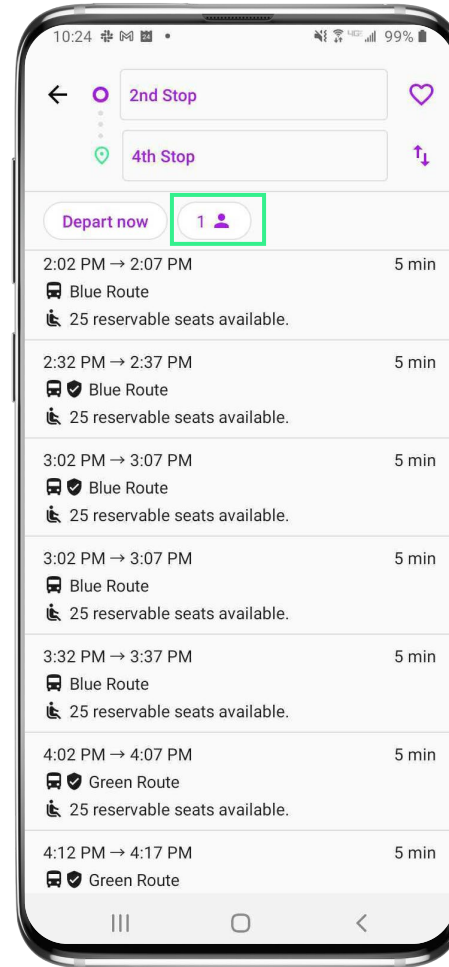 10:24
99%
2nd Stop
4th Stop
Depart now
1
2:02 PM → 2:07 PM 5 min
Blue Route
25 reservable seats available.
2:32 PM → 2:37 PM 5 min
Blue Route
25 reservable seats available.
3:02 PM → 3:07 PM 5 min
Blue Route
25 reservable seats available.
3:02 PM → 3:07 PM 5 min
Blue Route
25 reservable seats available.
3:32 PM → 3:37 PM 5 min
Blue Route
25 reservable seats available.
4:02 PM → 4:07 PM 5 min
Green Route
25 reservable seats available.
4:12 PM → 4:17 PM 5 min
Green Route